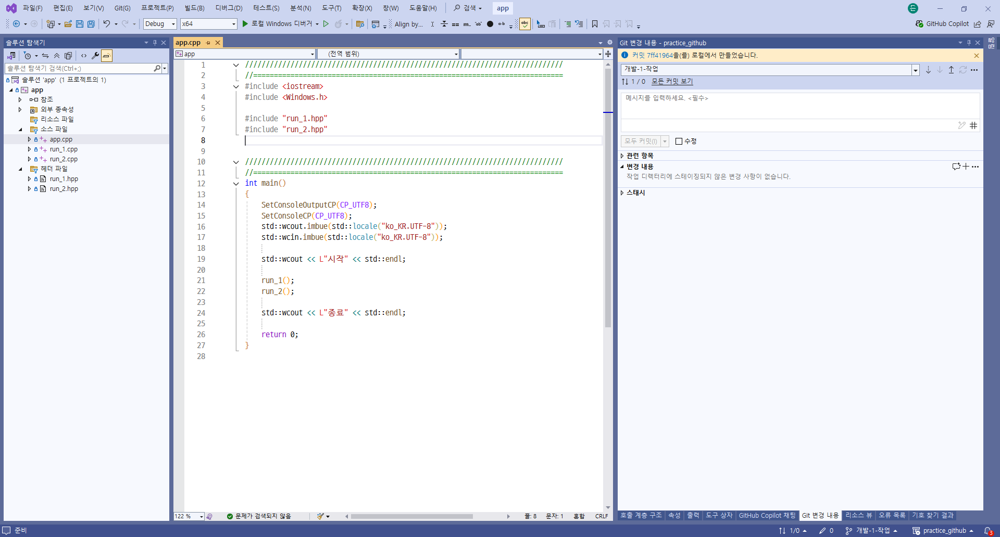 파일(F) 편집(E) 보기(V) Git(G) 프로젝트(P) 빌드(B) 디버그(D) 테스트(S) 분석(N) 도구(T) 확장(X) 창(W) 도움말(H) 검색 app
Debug x64 로컬 Windows 디버거 Align by... GitHub Copilot
솔루션 탐색기
솔루션 탐색기 검색(Ctrl+;)
솔루션 'app' (1 프로젝트의 1)
app
참조
외부 종속성
리소스 파일
소스 파일
app.cpp
run_1.cpp
run_2.cpp
헤더 파일
run_1.hpp
run_2.hpp
app.cpp
app (전역 범위)
1 /////////////////////////////////////////////////////////////////////////////
2 //===========================================================================
3 #include <iostream>
4 #include <Windows.h>
5
6 #include "run_1.hpp"
7 #include "run_2.hpp"
8
9
10 /////////////////////////////////////////////////////////////////////////////
11 //===========================================================================
12 int main()
13 {
14 SetConsoleOutputCP(CP_UTF8);
15 SetConsoleCP(CP_UTF8);
16 std::wcout.imbue(std::locale("ko_KR.UTF-8"));
17 std::wcin.imbue(std::locale("ko_KR.UTF-8"));
18
19 std::wcout << L"시작" << std::endl;
20
21 run_1();
22 run_2();
23
24 std::wcout << L"종료" << std::endl;
25
26 return 0;
27 }
28
122 % 문제가 검색되지 않음 줄: 8 문자: 1 혼합 CRLF
Git 변경 내용 - practice_github
커밋 7ff41964을(를) 로컬에서 만들었습니다.
개발-1-작업
1 / 0 모든 커밋 보기
메시지를 입력하세요. <필수>
모두 커밋(I) 수정
관련 항목
변경 내용
작업 디렉터리에 스테이징되지 않은 변경 사항이 없습니다.
스태시
호출 계층 구조 속성 출력 도구 상자 GitHub Copilot 채팅 Git 변경 내용 리소스 뷰 오류 목록 기호 찾기 결과
준비 1/0 0 개발-1-작업 practice_github 3